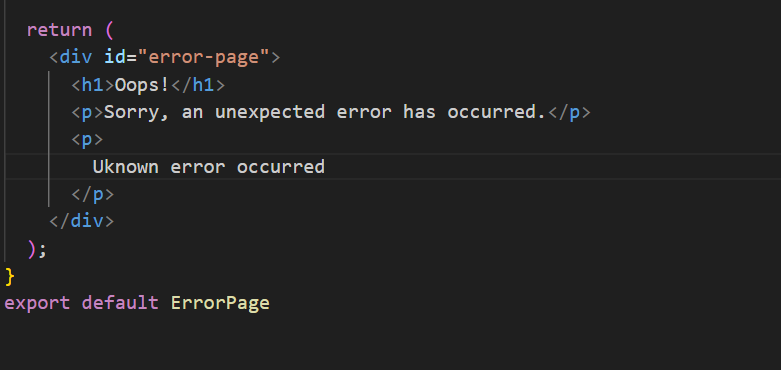 return (
<div id="error-page">
<h1>Oops!</h1>
<p>Sorry, an unexpected error has occurred.</p>
<p>
Uknown error occurred
</p>
</div>
);
}
export default ErrorPage